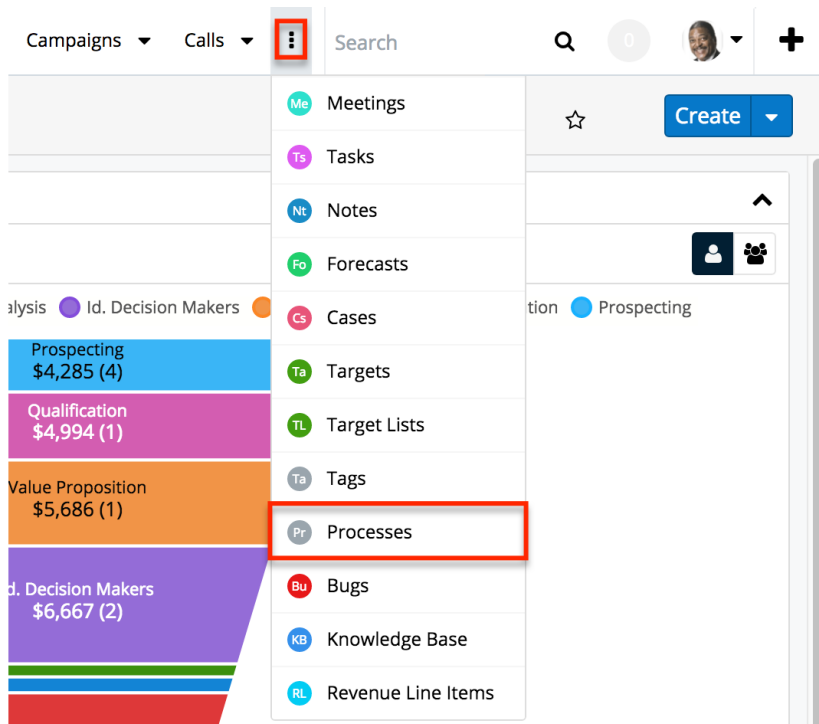 Campaigns
Calls
Search
0
Me Meetings
Create
Ts Tasks
Nt Notes
Fo Forecasts
alysis Id. Decision Makers
tion Prospecting
Cs Cases
Prospecting
$4,285 (4)
Ta Targets
Qualification
$4,994 (1)
TL Target Lists
Ta Tags
Value Proposition
$5,686 (1)
Pr Processes
Bu Bugs
d. Decision Makers
$6,667 (2)
KB Knowledge Base
RL Revenue Line Items